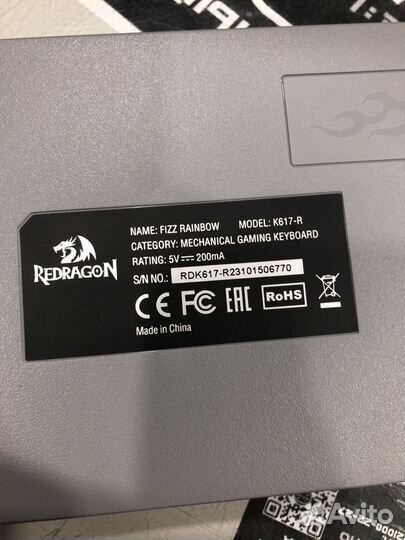 REDRAGON
NAME: FIZZ RAINBOW MODEL: K617-R
CATEGORY: MECHANICAL GAMING KEYBOARD
RATING: 5V⎓200mA
S/N NO.: RDK617-R23101506770
CE FC EAC RoHS
Made in China
Avito